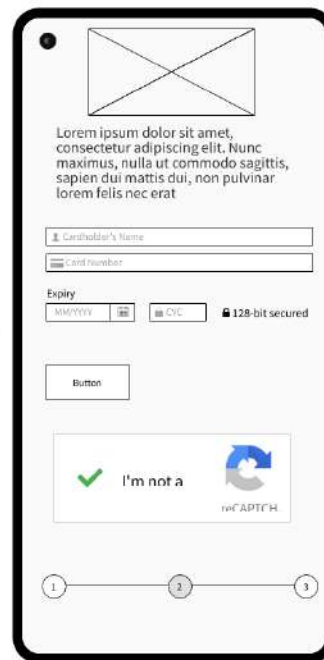 Lorem ipsum dolor sit amet,
consectetur adipiscing elit. Nunc
maximus, nulla ut commodo sagittis,
sapien dui mattis dui, non pulvinar
lorem felis nec erat
Cardholder's Name
Card Number
Expiry
MM/YYYY
CVC
128-bit secured
Button
I'm not a
reCAPTCH
1
2
3